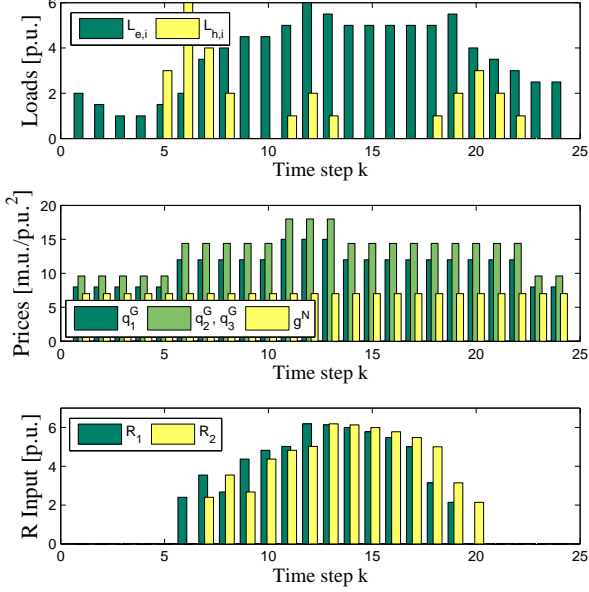 Loads [p.u.]
6
4
2
0
L_e,i L_h,i
0 5 10 15 20 25
Time step k
Prices [m.u./p.u.²]
20
15
10
5
0
q₁ᴳ q₂ᴳ, q₃ᴳ gᴺ
0 5 10 15 20 25
Time step k
R Input [p.u.]
6
4
2
0
R₁ R₂
0 5 10 15 20 25
Time step k